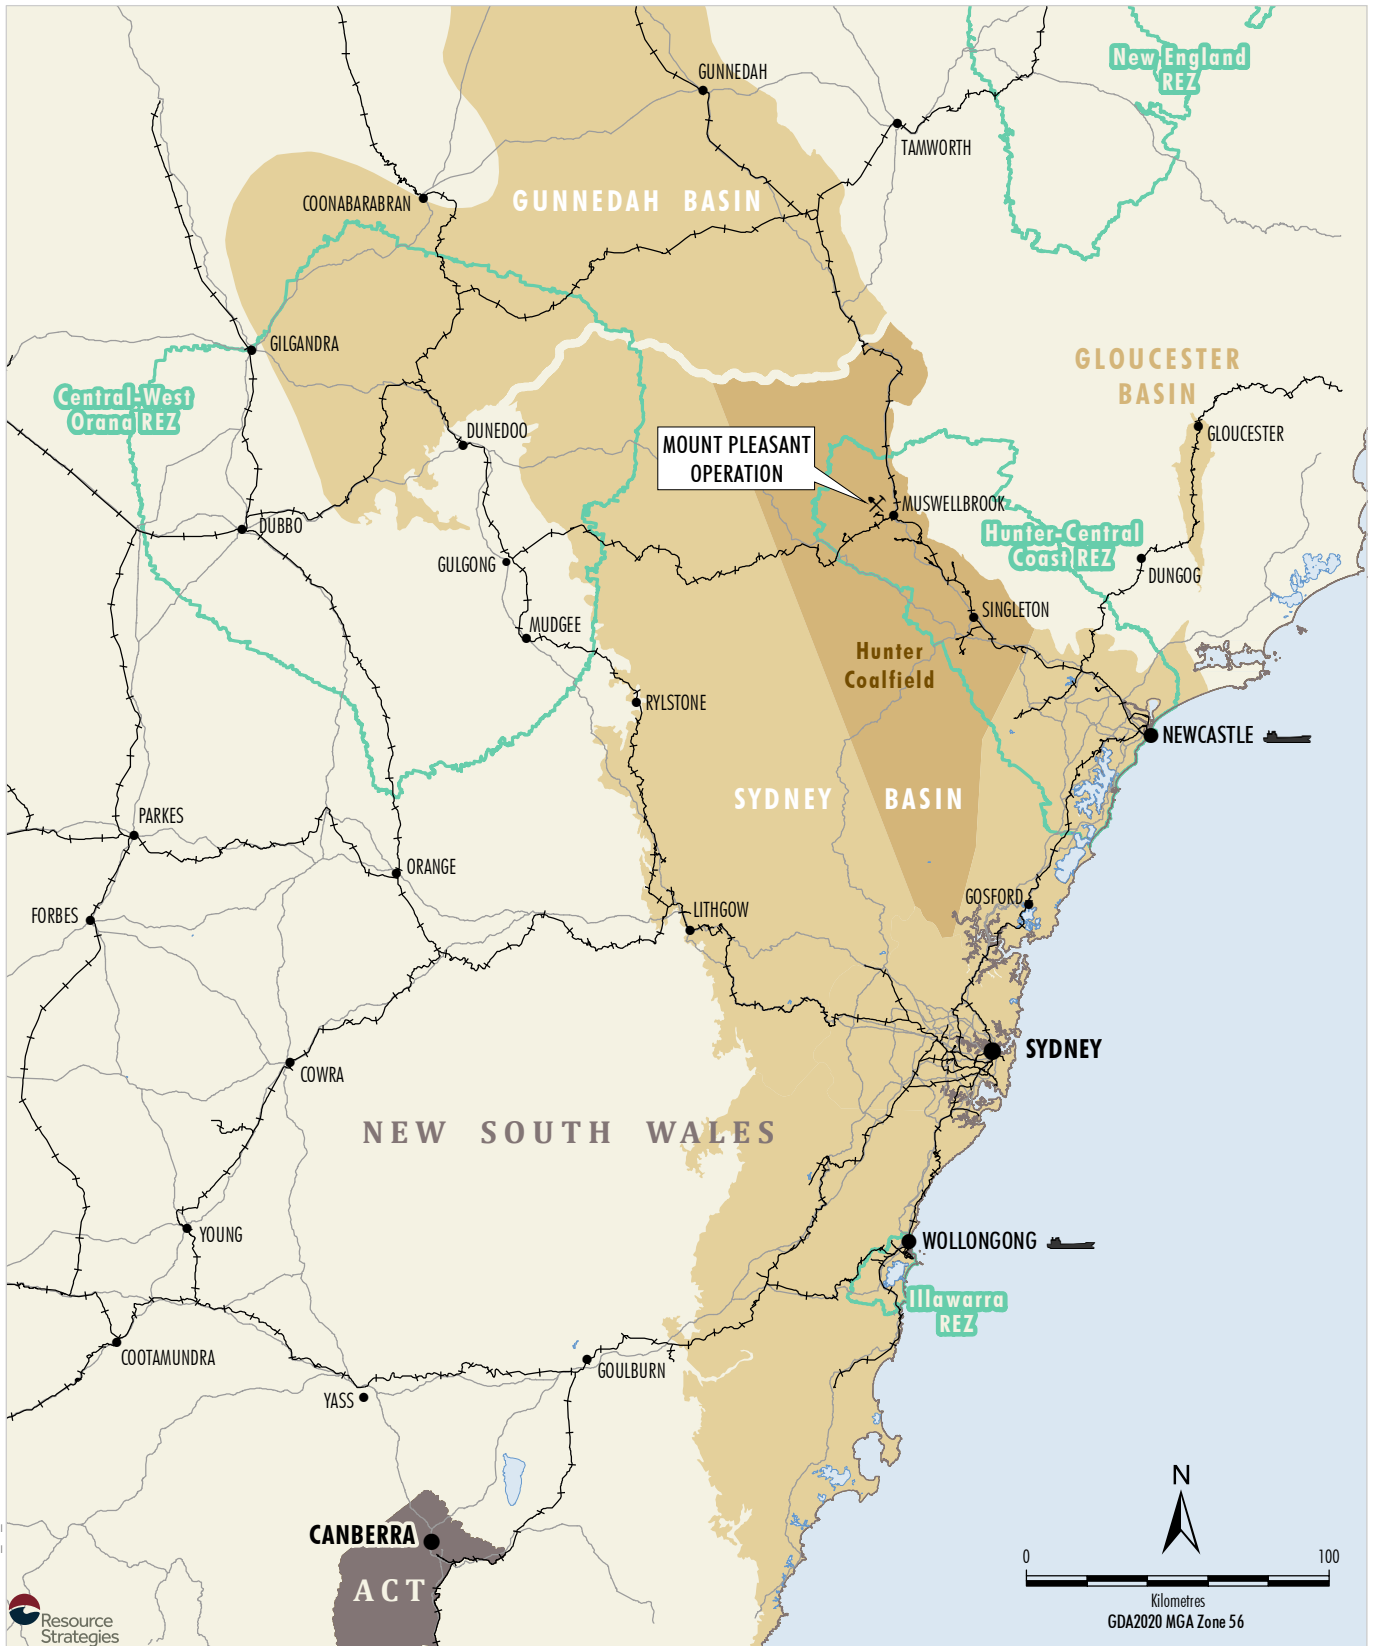 New England
REZ
GUNNEDAH
TAMWORTH
COONABARABRAN
GUNNEDAH BASIN
GILGANDRA
GLOUCESTER
BASIN
Central-West
Orana REZ
DUNEDOO
GLOUCESTER
MOUNT PLEASANT
OPERATION
MUSWELLBROOK
DUBBO
Hunter-Central
Coast REZ
GULGONG
DUNGOG
SINGLETON
MUDGEE
Hunter
Coalfield
RYLSTONE
NEWCASTLE
SYDNEY BASIN
PARKES
ORANGE
GOSFORD
LITHGOW
FORBES
SYDNEY
COWRA
NEW SOUTH WALES
YOUNG
WOLLONGONG
Illawarra
REZ
COOTAMUNDRA
GOULBURN
YASS
N
CANBERRA
ACT
0 100
Kilometres
GDA2020 MGA Zone 56
Resource
Strategies